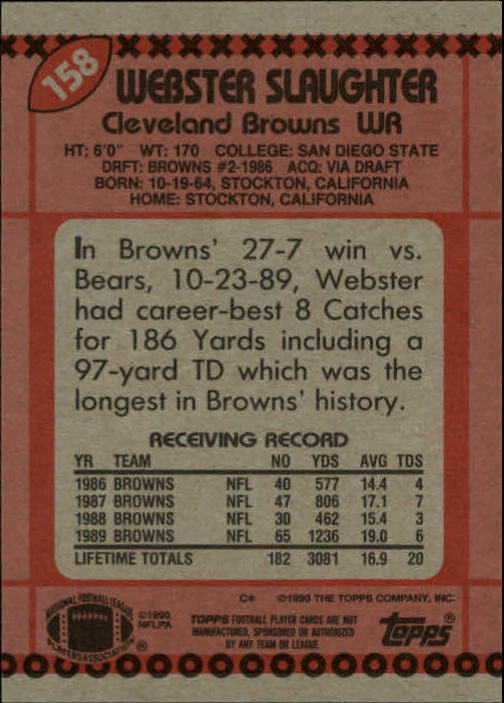 158
WEBSTER SLAUGHTER
Cleveland Browns WR
HT: 6'0" WT: 170 COLLEGE: SAN DIEGO STATE
DRFT: BROWNS #2-1986 ACQ: VIA DRAFT
BORN: 10-19-64, STOCKTON, CALIFORNIA
HOME: STOCKTON, CALIFORNIA
In Browns' 27-7 win vs.
Bears, 10-23-89, Webster
had career-best 8 Catches
for 186 Yards including a
97-yard TD which was the
longest in Browns' history.
RECEIVING RECORD
YR TEAM NO YDS AVG TDS
1986 BROWNS NFL 40 577 14.4 4
1987 BROWNS NFL 47 806 17.1 7
1988 BROWNS NFL 30 462 15.4 3
1989 BROWNS NFL 65 1236 19.0 6
LIFETIME TOTALS 182 3081 16.9 20
C* ©1990 THE TOPPS COMPANY, INC.
NATIONAL FOOTBALL LEAGUE
PLAYERS ASSOCIATION ®
©1990
NFLPA
TOPPS FOOTBALL PLAYER CARDS ARE NOT
MANUFACTURED, SPONSORED OR AUTHORIZED
BY ANY TEAM OR LEAGUE.
topps®